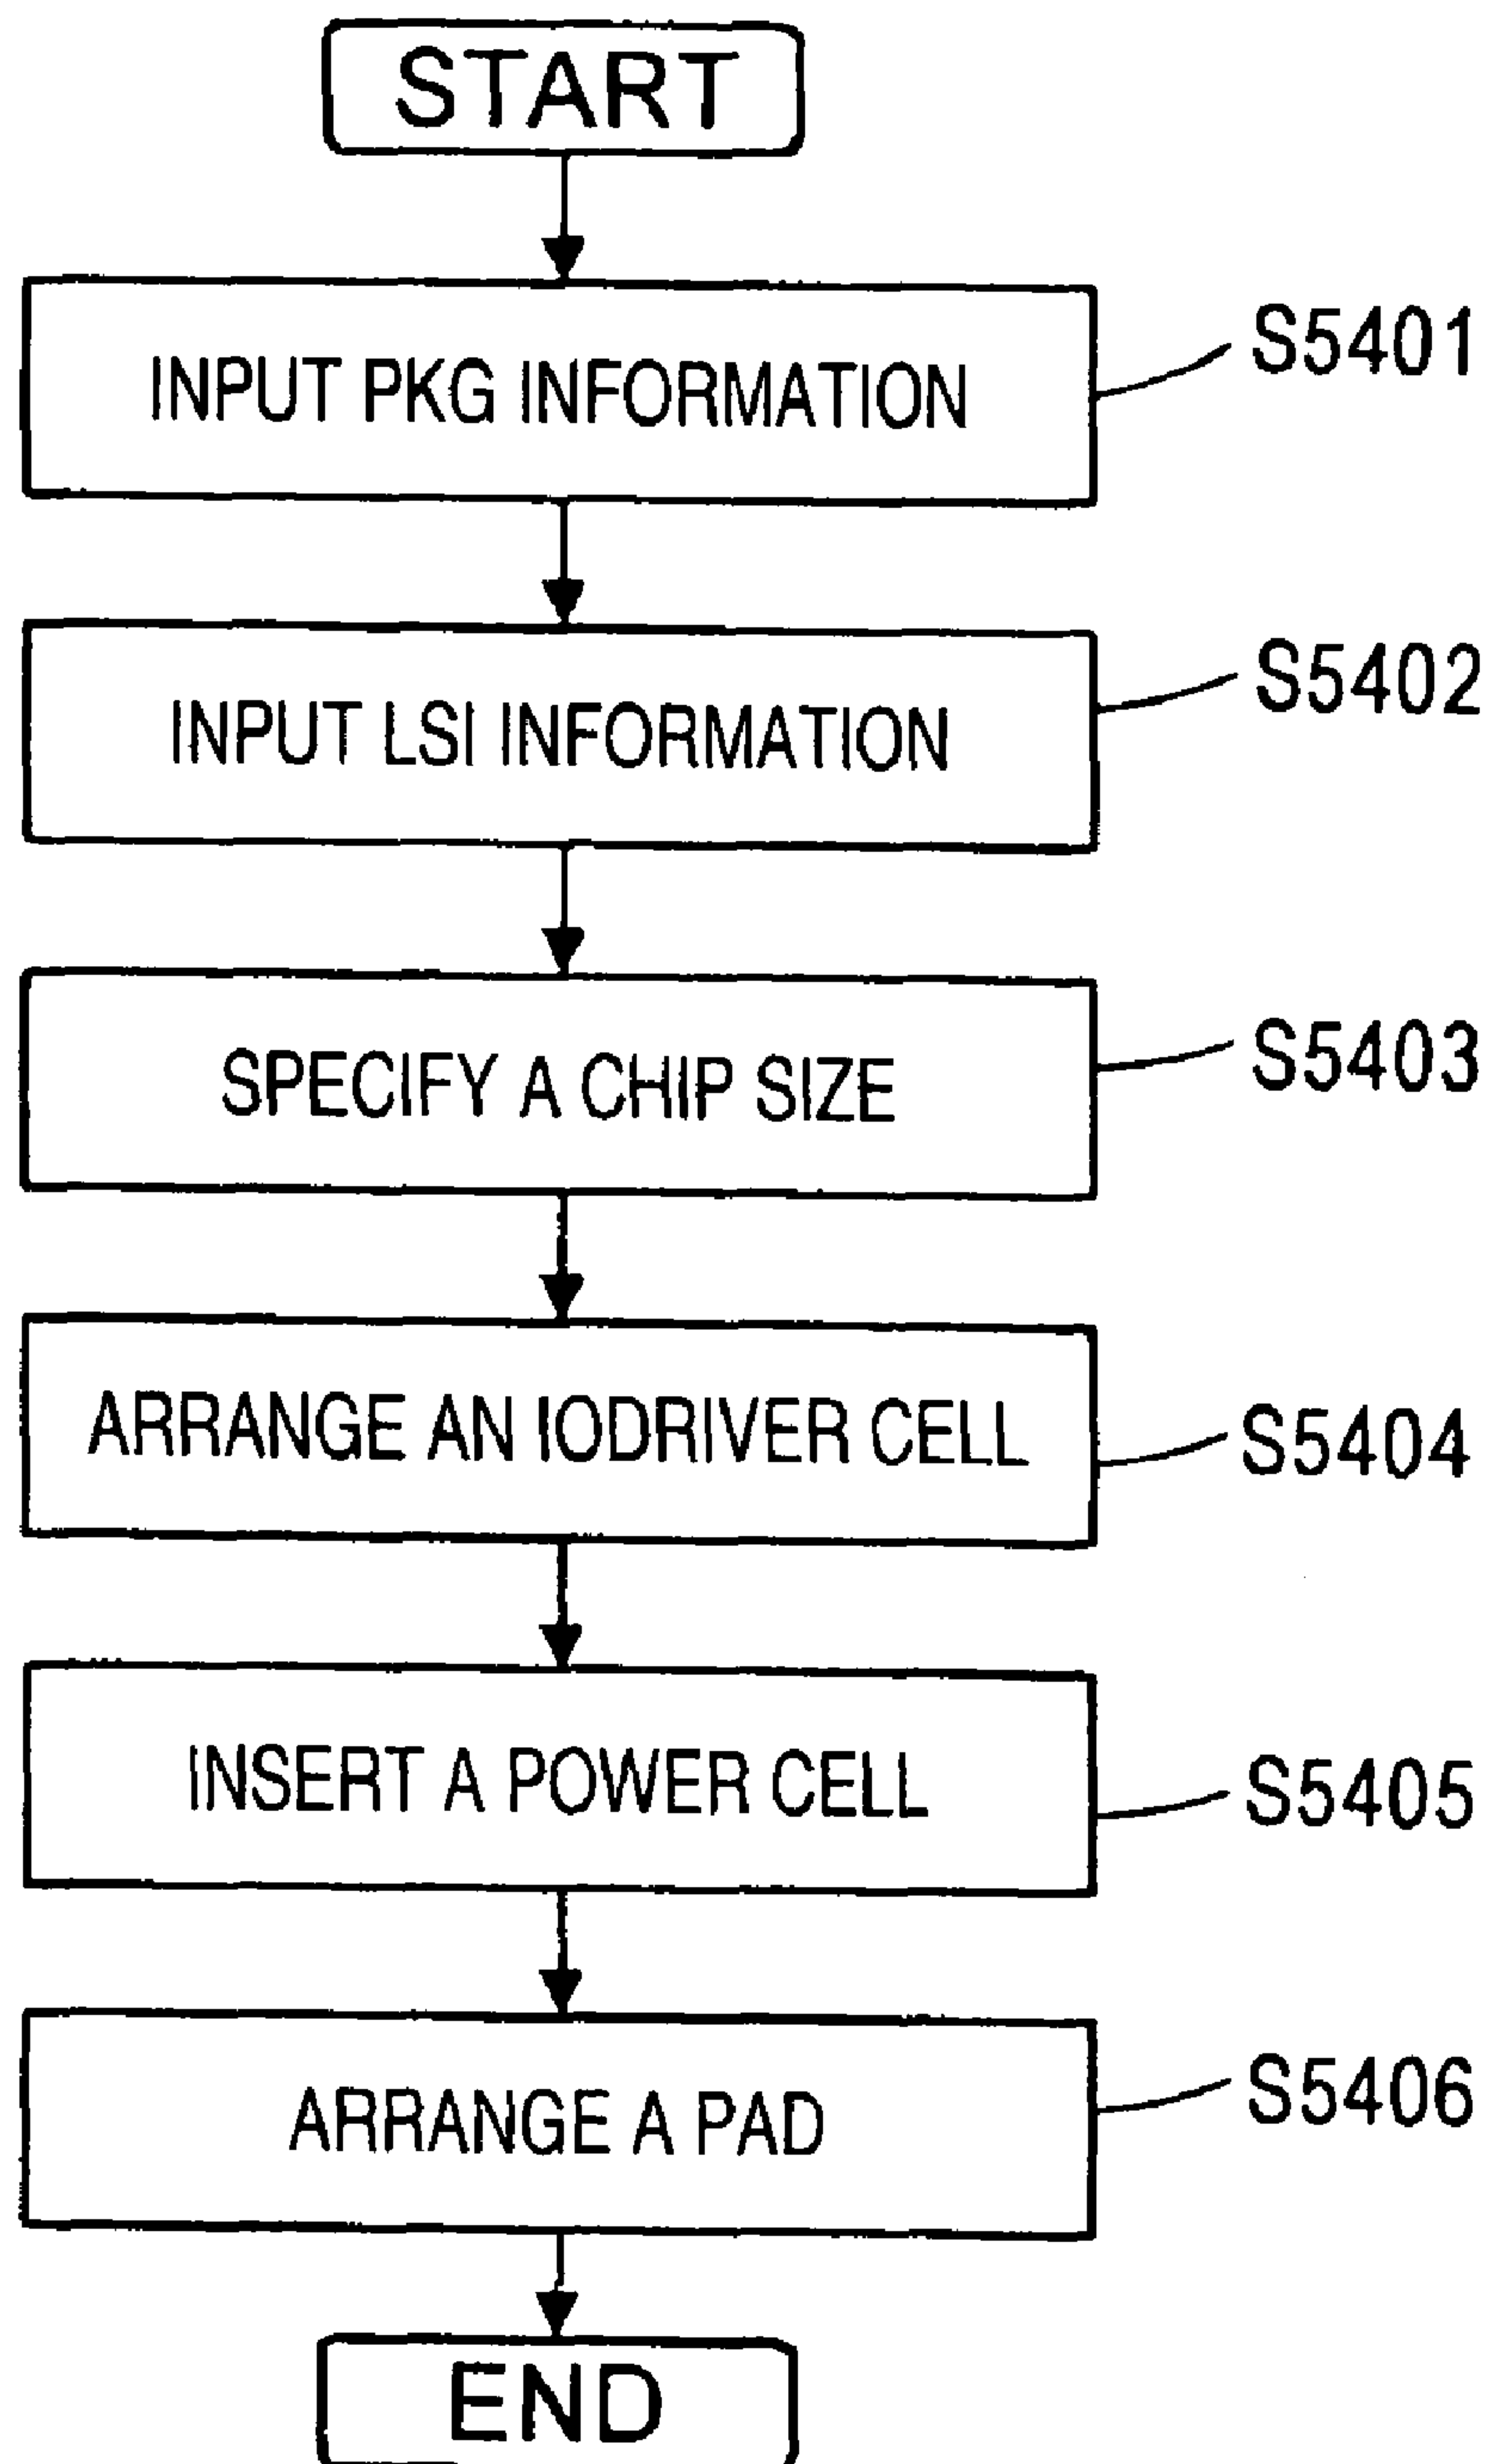 START
INPUT PKG INFORMATION
S5401
INPUT LSI INFORMATION
S5402
SPECIFY A CHIP SIZE
S5403
ARRANGE AN IODRIVER CELL
S5404
INSERT A POWER CELL
S5405
ARRANGE A PAD
S5406
END